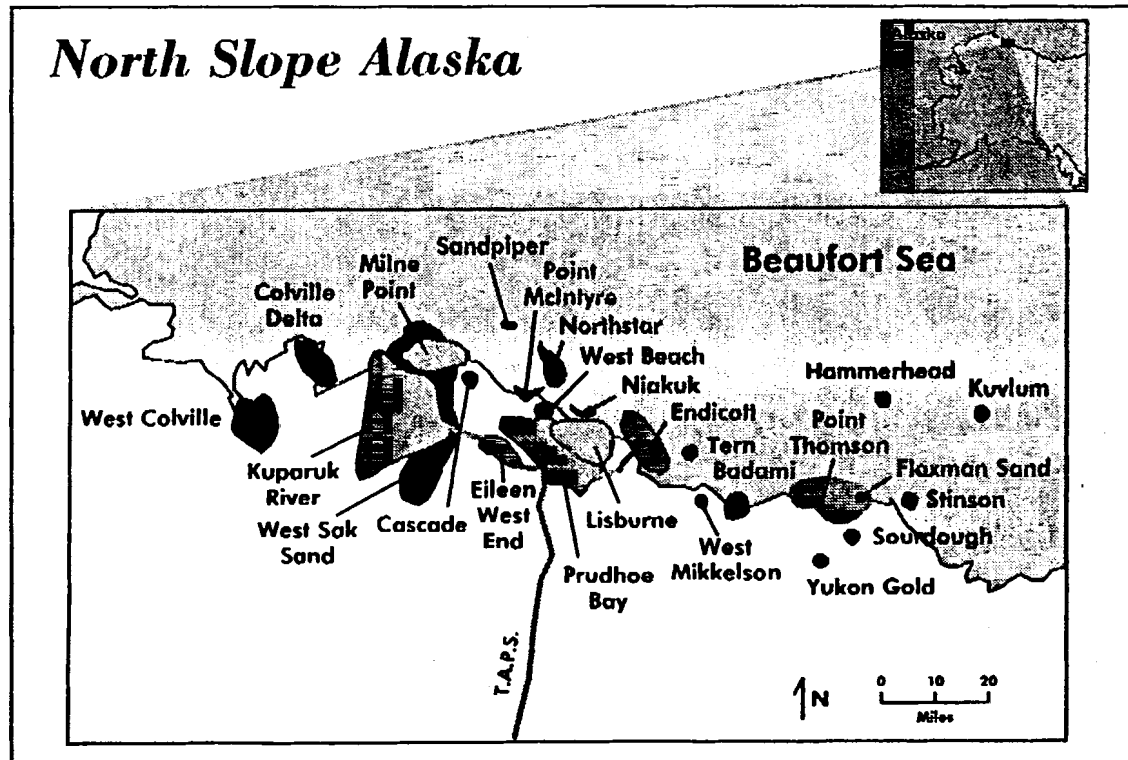 North Slope Alaska
Alaska
Beaufort Sea
Sandpiper
Milne
Point
Point
McIntyre
Colville
Delta
Northstar
West Beach
Niakuk
Hammerhead
Kuvlum
West Colville
Endicott
Point
Thomson
Tern
Badami
Flaxman Sand
Kuparuk
River
Eileen
West
End
Stinson
West Sak
Sand
Cascade
Lisburne
West
Mikkelson
Sourdough
Prudhoe
Bay
Yukon Gold
T.A.P.S.
N
0 10 20
Miles